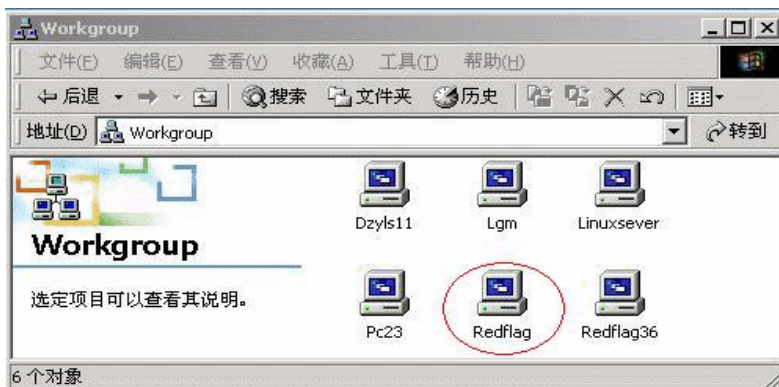 Workgroup
文件(F) 编辑(E) 查看(V) 收藏(A) 工具(T) 帮助(H)
后退 搜索 文件夹 历史
地址(D) Workgroup 转到
Dzyls11 Lgm Linuxsever
Workgroup
选定项目可以查看其说明。
Pc23 Redflag Redflag36
6 个对象